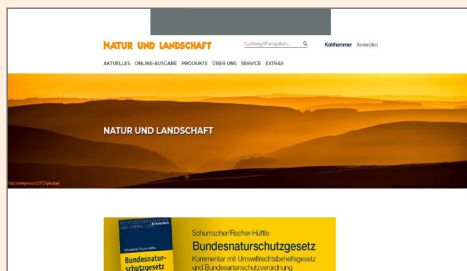 NATUR UND LANDSCHAFT
Suchbegriff eingeben...
Kohlhammer Anmelden
AKTUELLES ONLINE-AUSGABE PRODUKTE ÜBER UNS SERVICE EXTRAS
NATUR UND LANDSCHAFT
Schumacher/Fischer-Hüftle
Bundesnaturschutzgesetz
Kommentar mit Umweltrechtsbehelfsgesetz
und Bundesartenschutzverordnung
Bundesnatur-
schutzgesetz